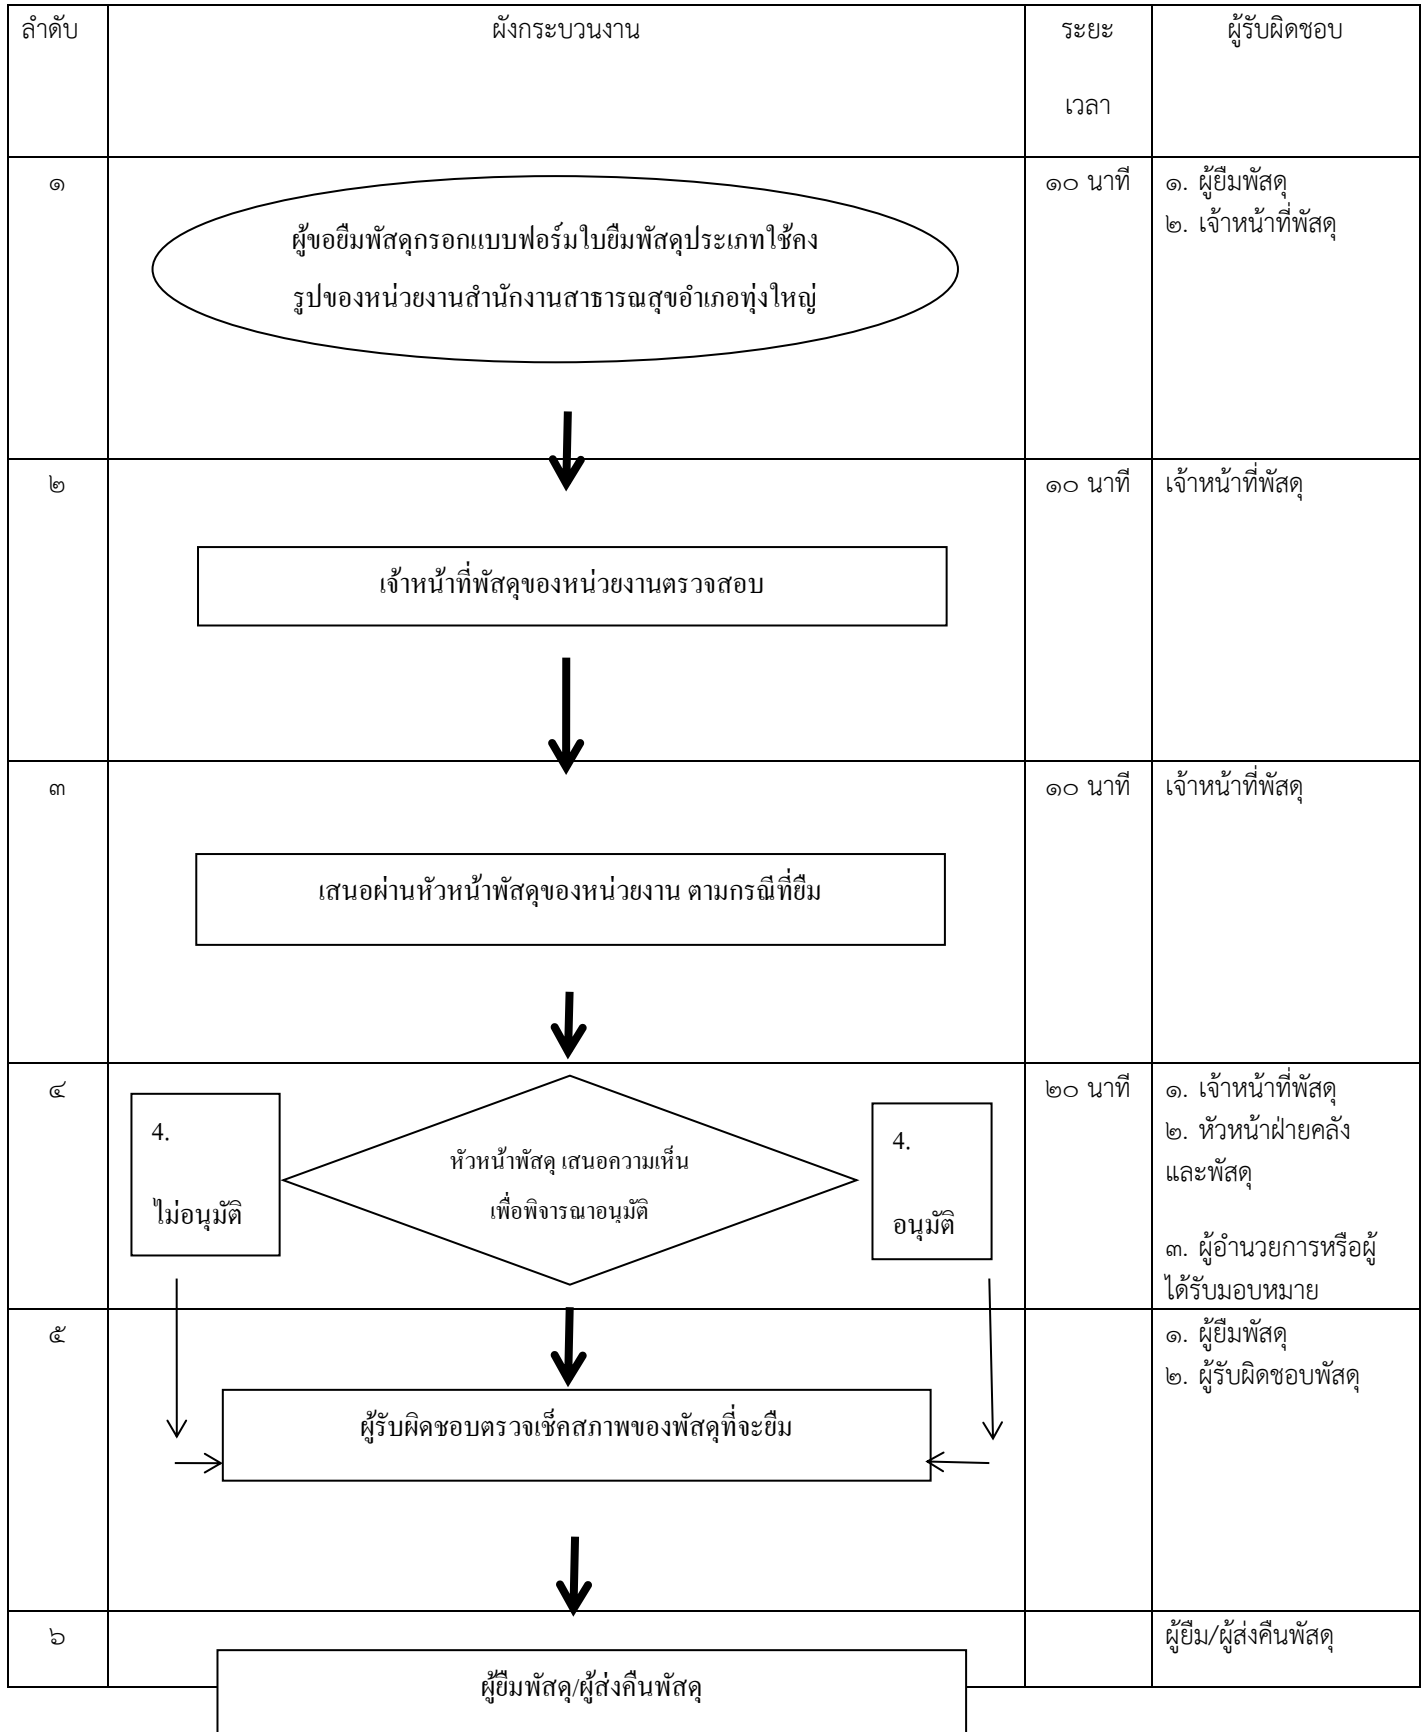 ลำดับ
ผังกระบวนงาน
ระยะ
เวลา
ผู้รับผิดชอบ
๑
ผู้ขอยืมพัสดุกรอกแบบฟอร์มใบยืมพัสดุประเภทใช้คง
รูปของหน่วยงานสำนักงานสาธารณสุขอำเภอทุ่งใหญ่
๑๐ นาที
๑. ผู้ยืมพัสดุ
๒. เจ้าหน้าที่พัสดุ
๒
เจ้าหน้าที่พัสดุของหน่วยงานตรวจสอบ
๑๐ นาที
เจ้าหน้าที่พัสดุ
๓
เสนอผ่านหัวหน้าพัสดุของหน่วยงาน ตามกรณีที่ยืม
๑๐ นาที
เจ้าหน้าที่พัสดุ
๔
4.
ไม่อนุมัติ
หัวหน้าพัสดุ เสนอความเห็น
เพื่อพิจารณาอนุมัติ
4.
อนุมัติ
๒๐ นาที
๑. เจ้าหน้าที่พัสดุ
๒. หัวหน้าฝ่ายคลัง
และพัสดุ
๓. ผู้อำนวยการหรือผู้
ได้รับมอบหมาย
๕
ผู้รับผิดชอบตรวจเช็คสภาพของพัสดุที่จะยืม
๑. ผู้ยืมพัสดุ
๒. ผู้รับผิดชอบพัสดุ
๖
ผู้ยืมพัสดุ/ผู้ส่งคืนพัสดุ
ผู้ยืม/ผู้ส่งคืนพัสดุ